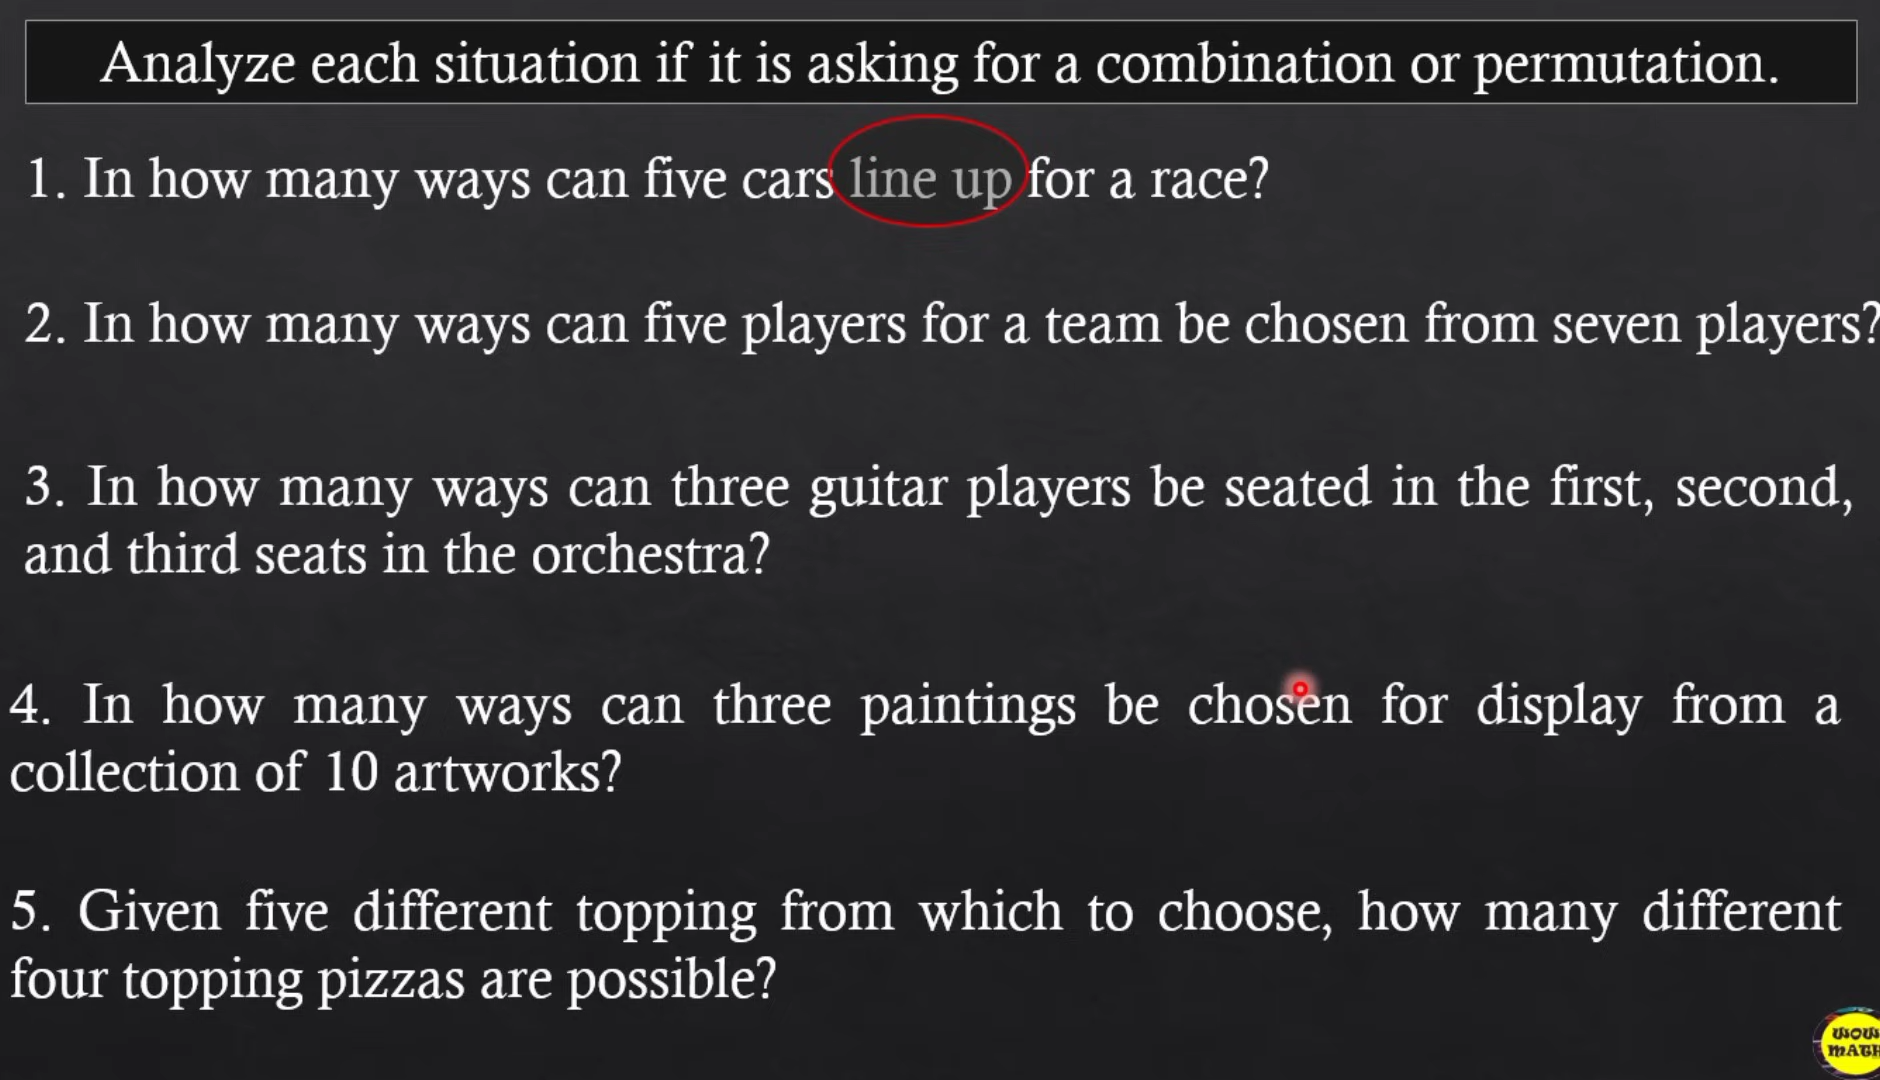 Analyze each situation if it is asking for a combination or permutation.
1. In how many ways can five cars line up for a race?
2. In how many ways can five players for a team be chosen from seven players?
3. In how many ways can three guitar players be seated in the first, second,
and third seats in the orchestra?
4. In how many ways can three paintings be chosen for display from a
collection of 10 artworks?
5. Given five different topping from which to choose, how many different
four topping pizzas are possible?
WOW
MATH